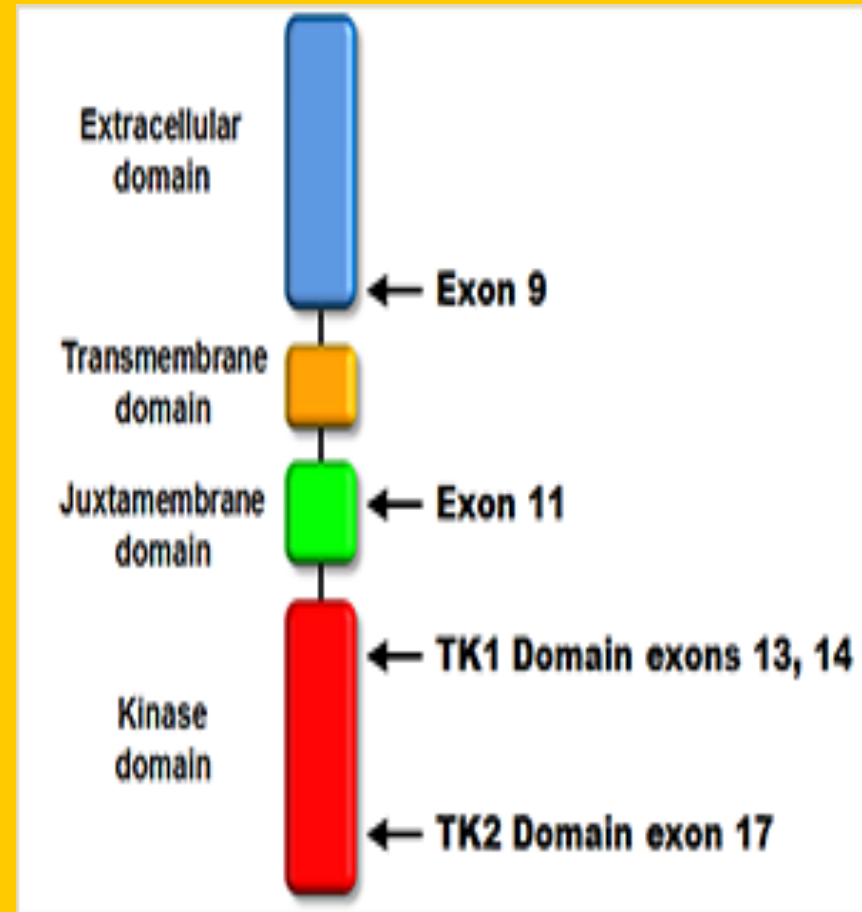 Extracellular
domain
Exon 9
Transmembrane
domain
Juxtamembrane
domain
Exon 11
TK1 Domain exons 13, 14
Kinase
domain
TK2 Domain exon 17